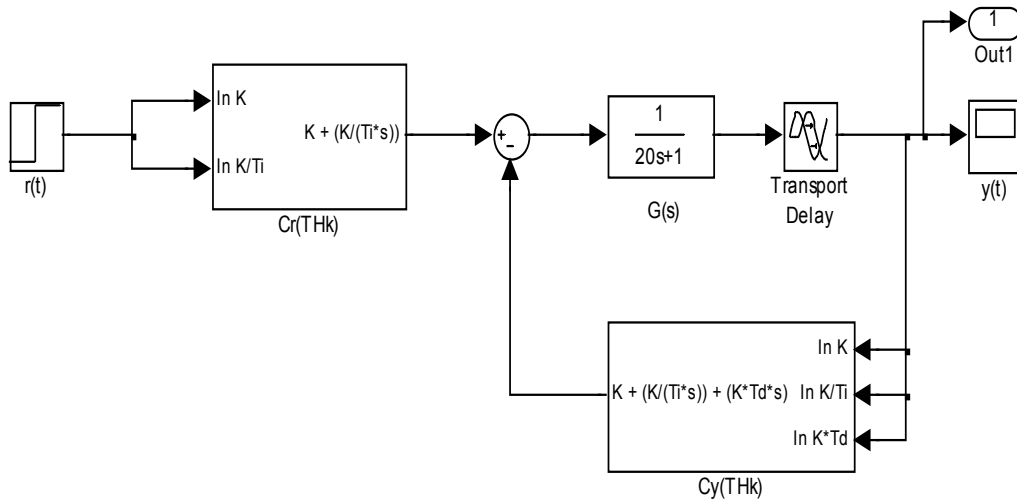 1
Out1
In K
K + (K/(Ti*s))
In K/Ti
r(t)
Cr(THk)
+
-
1
20s+1
G(s)
Transport
Delay
y(t)
In K
K + (K/(Ti*s)) + (K*Td*s)
In K/Ti
In K*Td
Cy(THk)